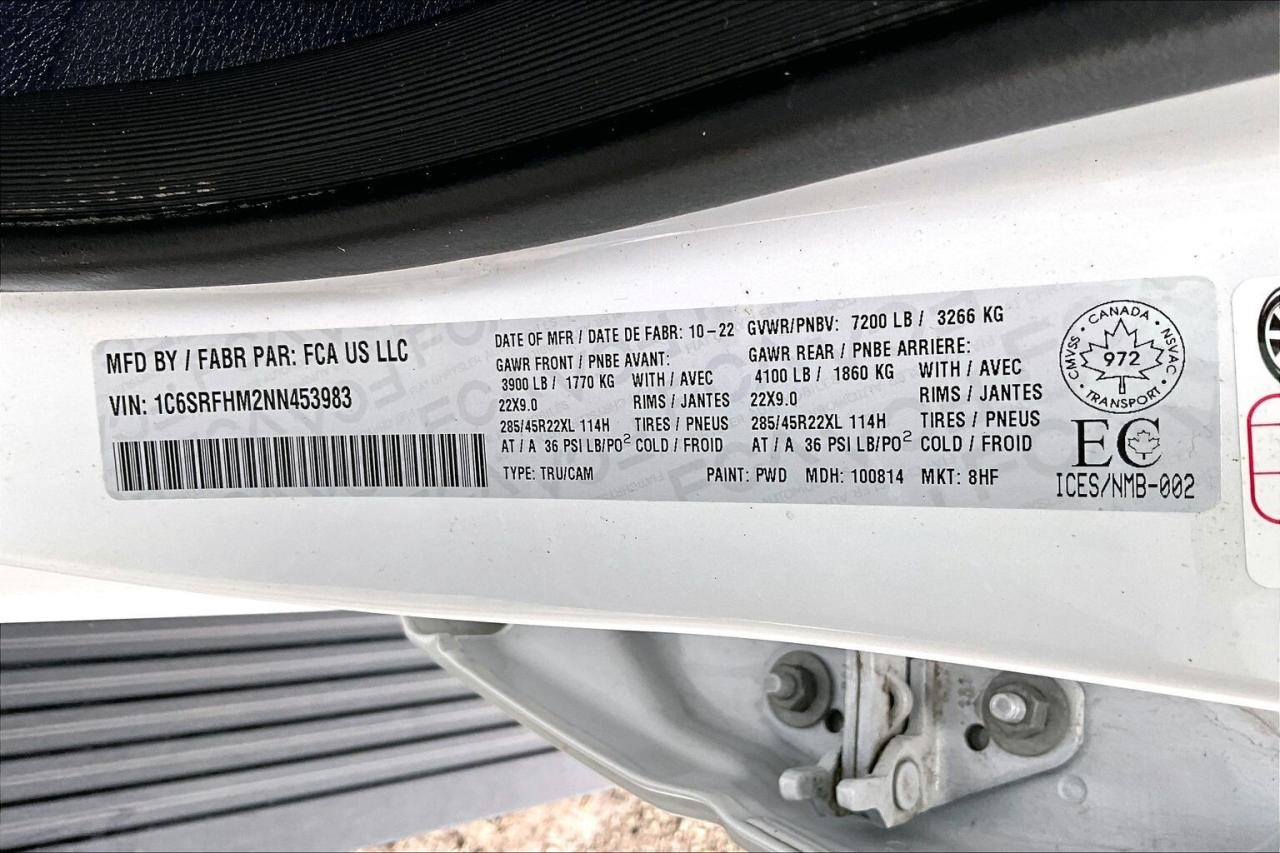 MFD BY / FABR PAR: FCA US LLC
VIN: 1C6SRFHM2NN453983
DATE OF MFR / DATE DE FABR: 10-22
GAWR FRONT / PNBE AVANT:
3900 LB / 1770 KG WITH / AVEC
22X9.0 RIMS / JANTES
285/45R22XL 114H TIRES / PNEUS
AT / A 36 PSI LB/PO² COLD / FROID
TYPE: TRU/CAM
GVWR/PNBV: 7200 LB / 3266 KG
GAWR REAR / PNBE ARRIERE:
4100 LB / 1860 KG WITH / AVEC
22X9.0 RIMS / JANTES
285/45R22XL 114H TIRES / PNEUS
AT / A 36 PSI LB/PO² COLD / FROID
PAINT: PWD MDH: 100814 MKT: 8HF
CANADA
CMVSS 972 NSVAC
TRANSPORT
EC
ICES/NMB-002